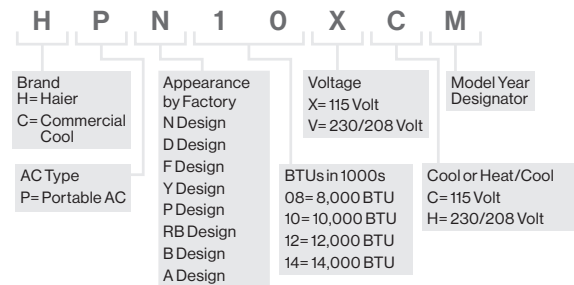 H P N 1 0 X C M
Brand
H=Haier
C=Commercial
Cool
AC Type
P=Portable AC
Appearance
by Factory
N Design
D Design
F Design
Y Design
P Design
RB Design
B Design
A Design
BTUs in 1000s
08=8,000 BTU
10=10,000 BTU
12=12,000 BTU
14=14,000 BTU
Voltage
X=115 Volt
V=230/208 Volt
Cool or Heat/Cool
C=115 Volt
H=230/208 Volt
Model Year
Designator